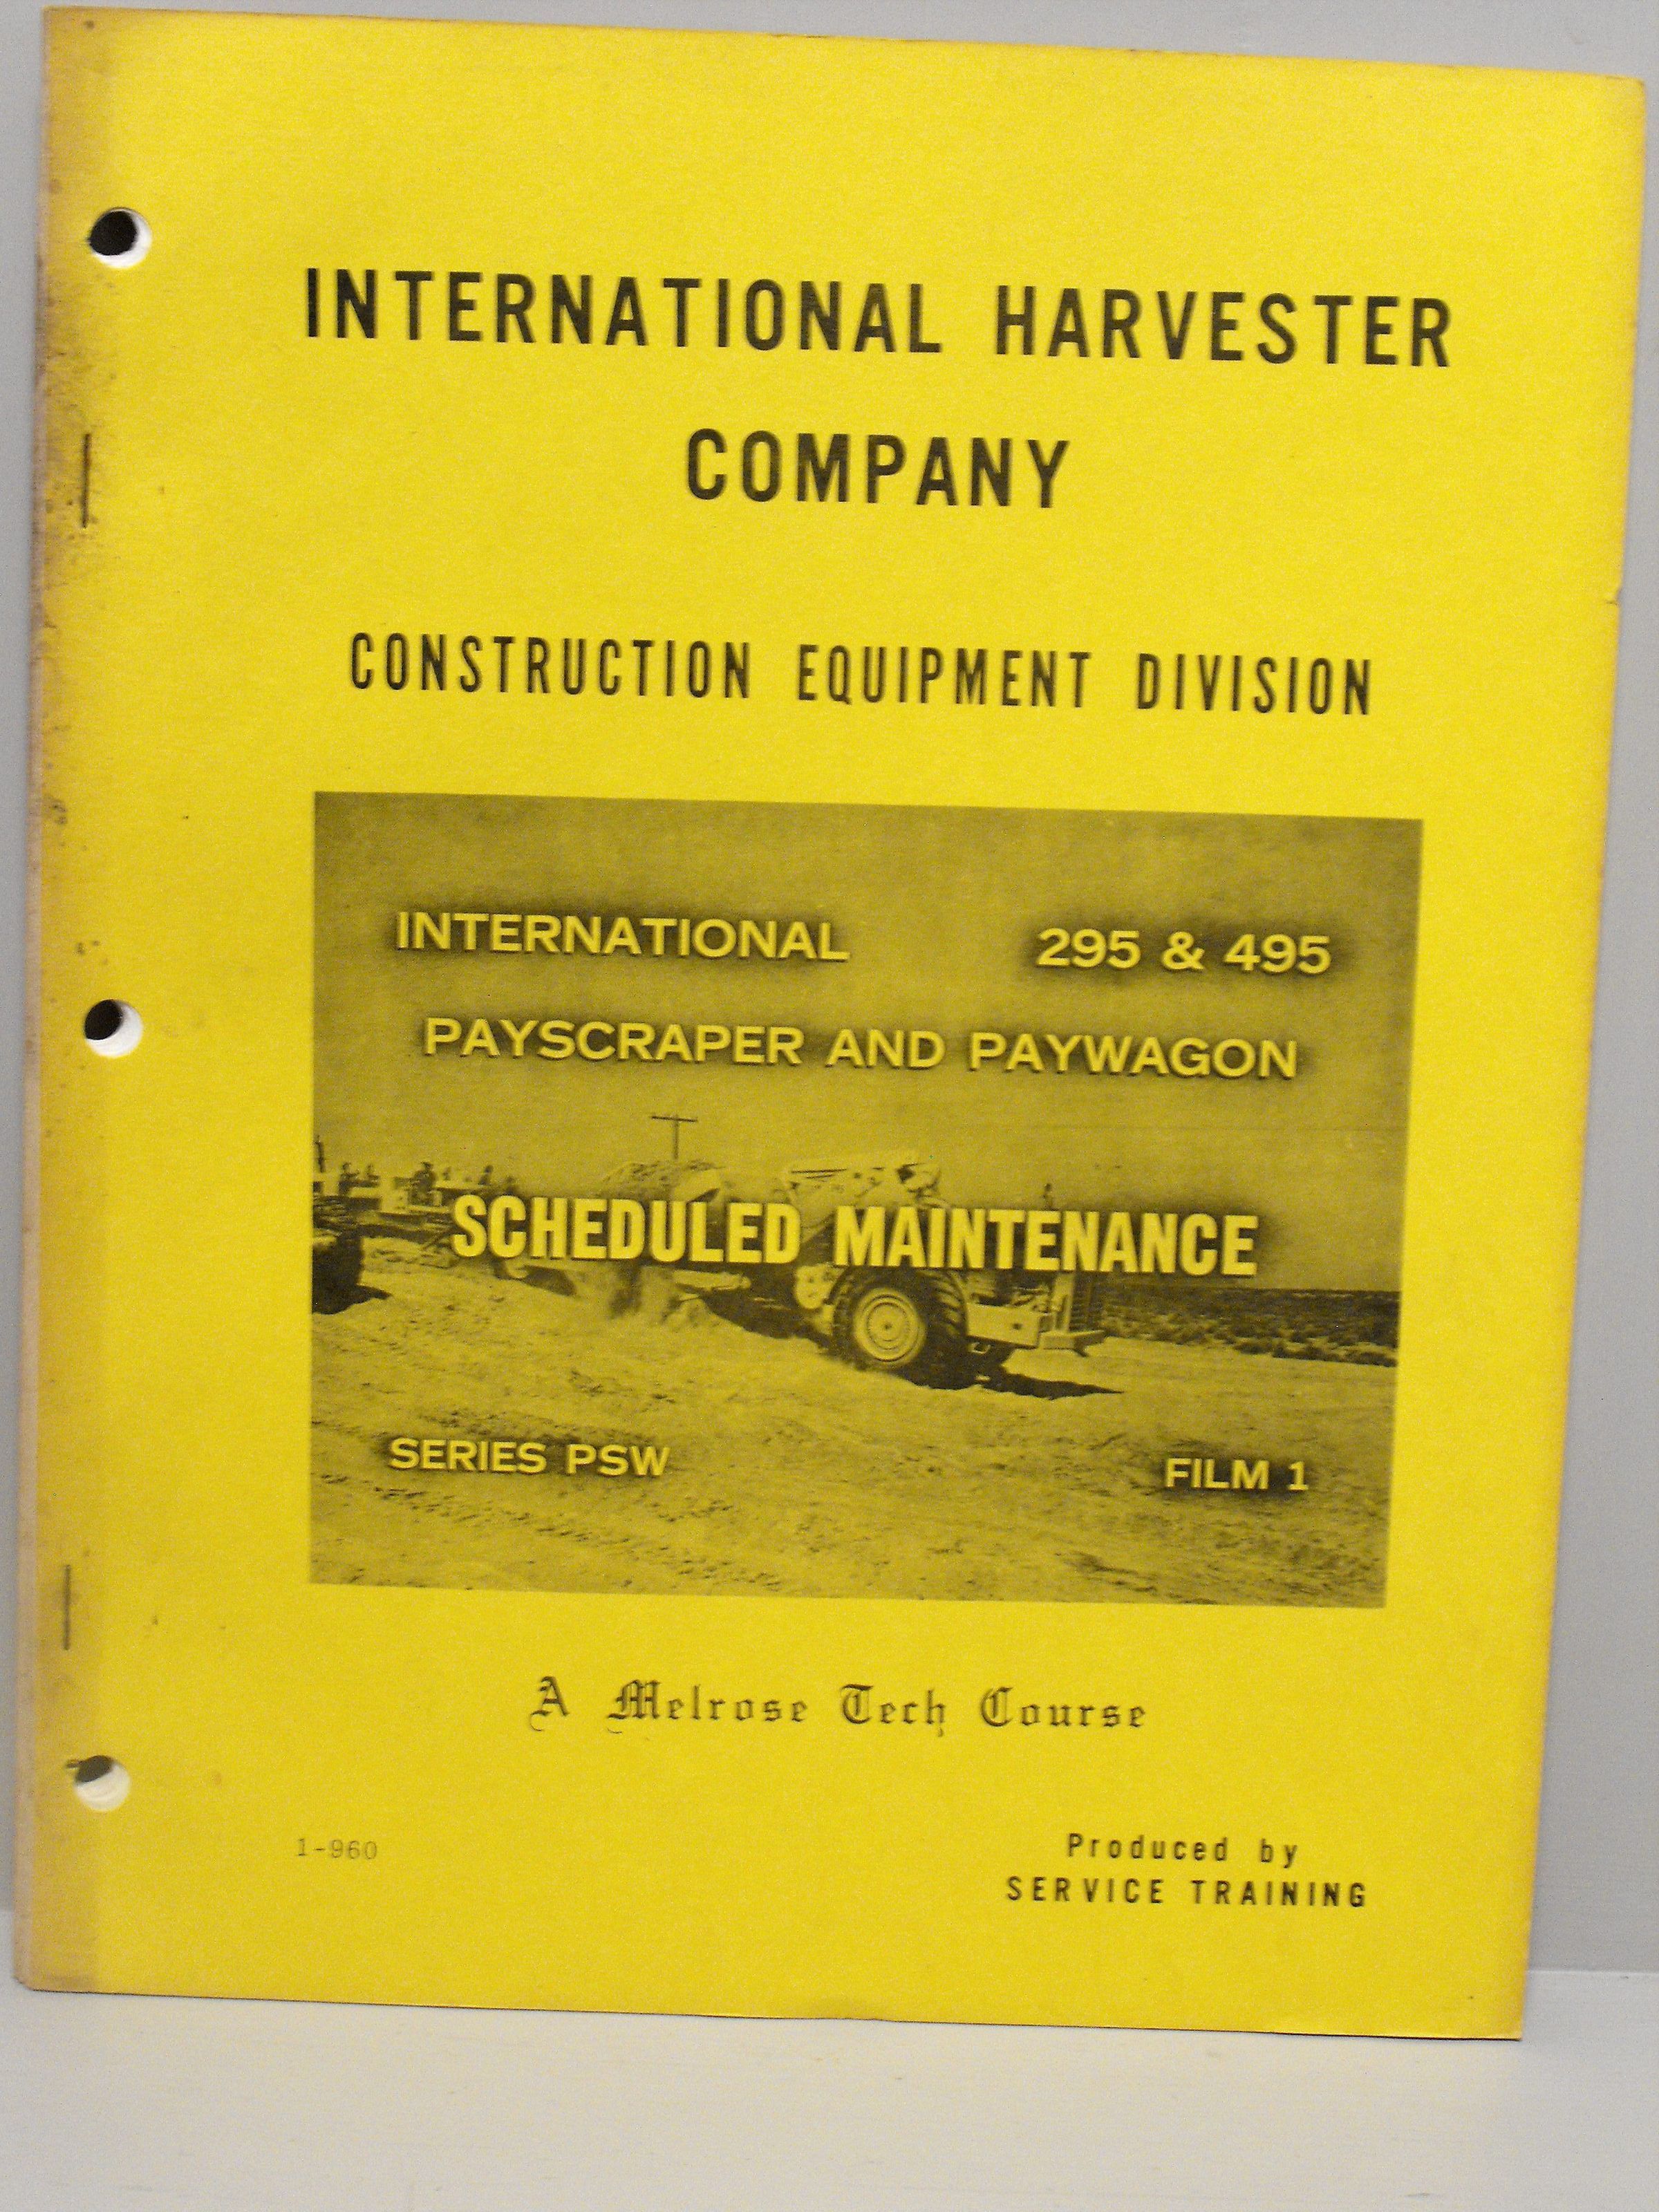 INTERNATIONAL HARVESTER
COMPANY
CONSTRUCTION EQUIPMENT DIVISION
INTERNATIONAL 295 & 495
PAYSCRAPER AND PAYWAGON
SCHEDULED MAINTENANCE
SERIES PSW FILM 1
A Melrose Tech Course
1-960
Produced by
SERVICE TRAINING